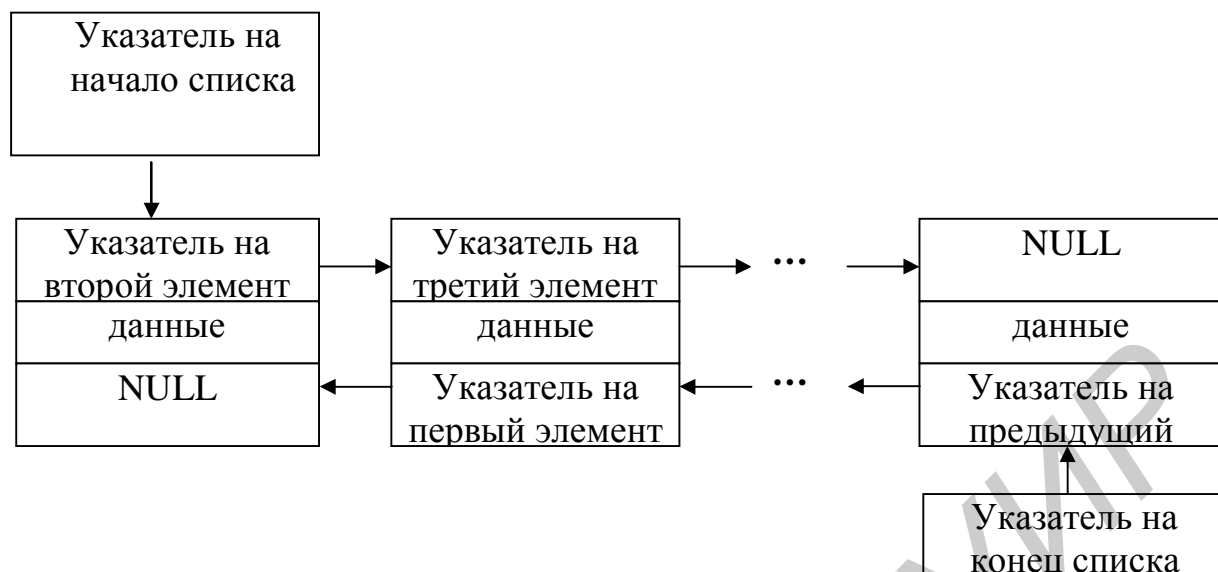 Указатель на
начало списка
Указатель на
второй элемент
данные
NULL
Указатель на
третий элемент
данные
Указатель на
первый элемент
...
...
NULL
данные
Указатель на
предыдущий
Указатель на
конец списка
УИР